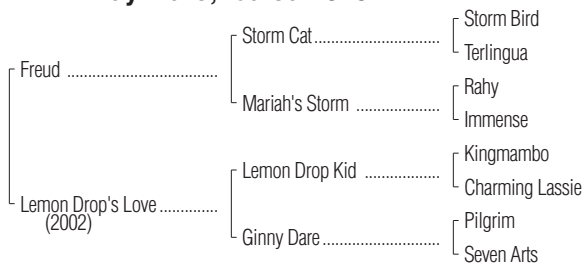 Storm Bird
Storm Cat
Terlingua
Freud
Rahy
Mariah's Storm
Immense
Kingmambo
Lemon Drop Kid
Charming Lassie
Lemon Drop's Love
(2002)
Pilgrim
Ginny Dare
Seven Arts